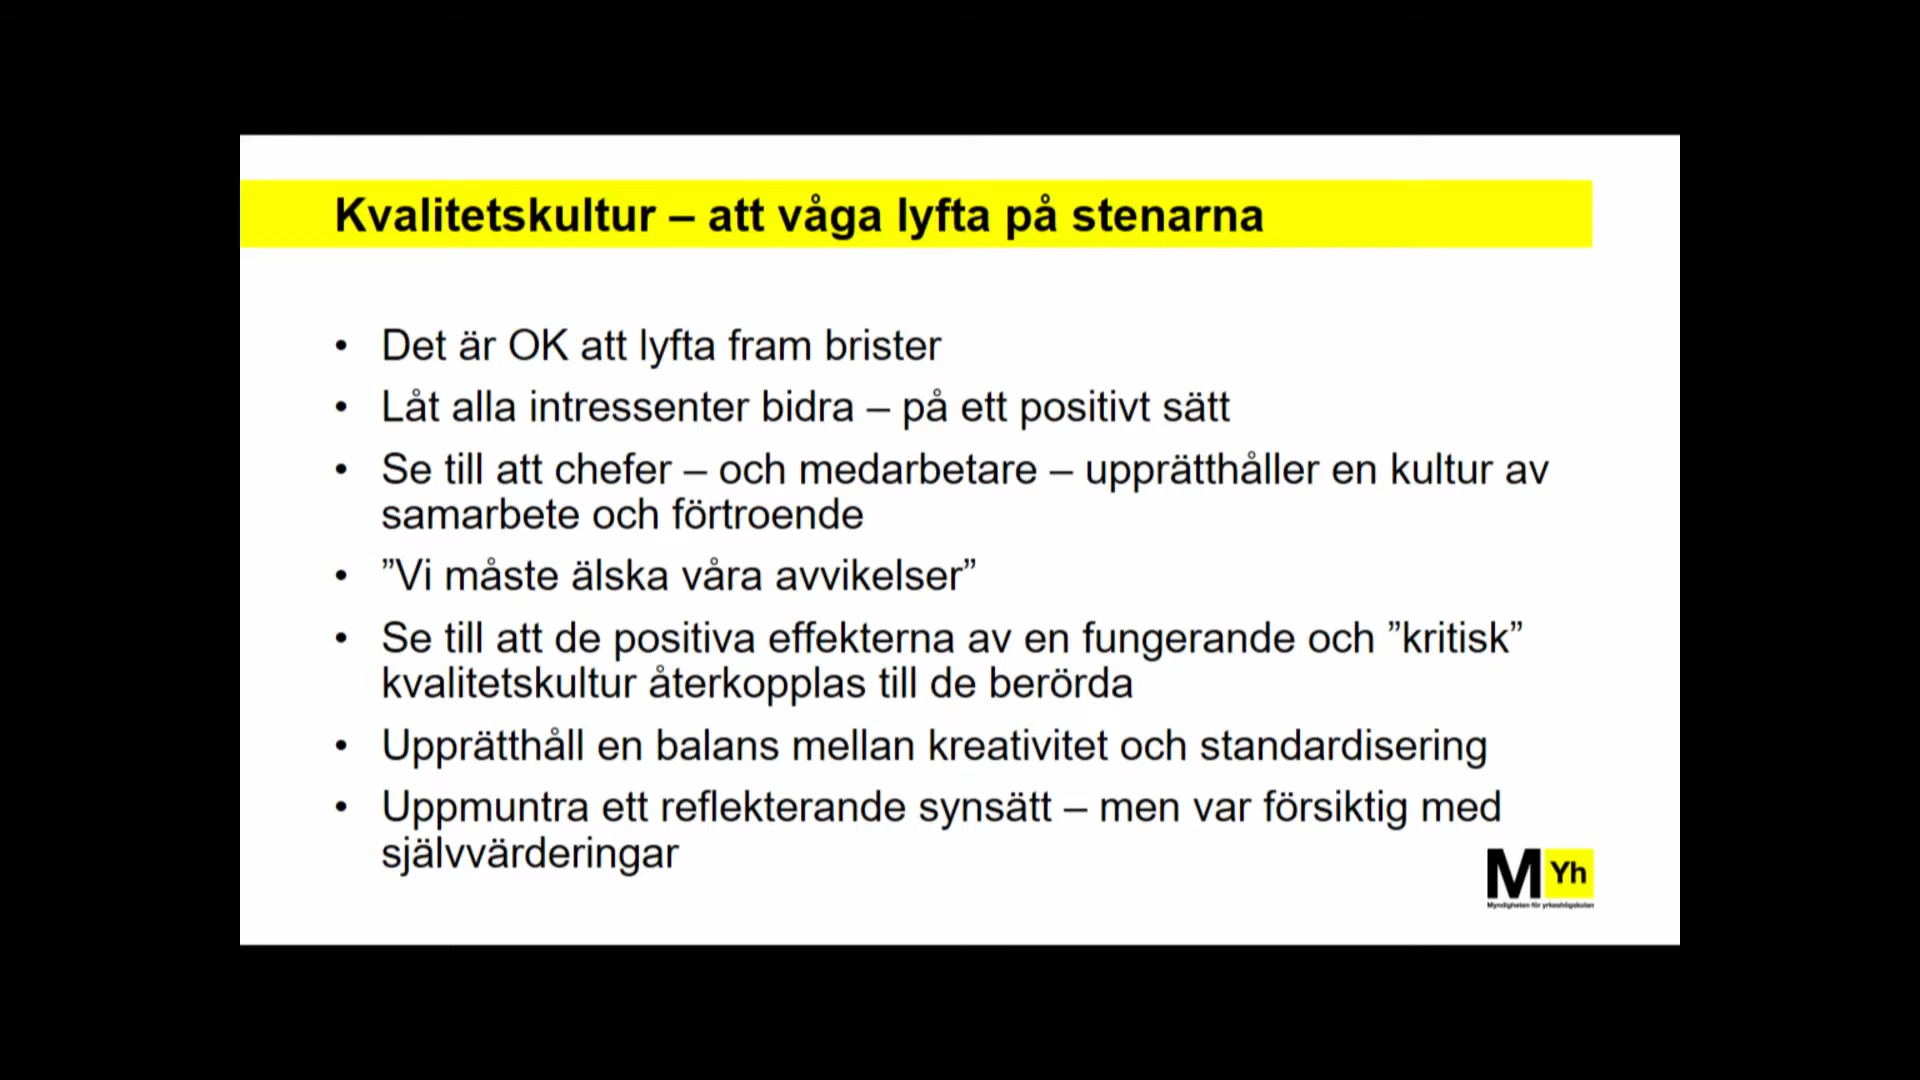 Kvalitetskultur – att våga lyfta på stenarna
• Det är OK att lyfta fram brister
• Låt alla intressenter bidra – på ett positivt sätt
• Se till att chefer – och medarbetare – upprätthåller en kultur av
samarbete och förtroende
• ”Vi måste älska våra avvikelser”
• Se till att de positiva effekterna av en fungerande och ”kritisk”
kvalitetskultur återkopplas till de berörda
• Upprätthåll en balans mellan kreativitet och standardisering
• Uppmuntra ett reflekterande synsätt – men var försiktig med
självvärderingar
M Yh
Myndigheten för yrkeshögskolan